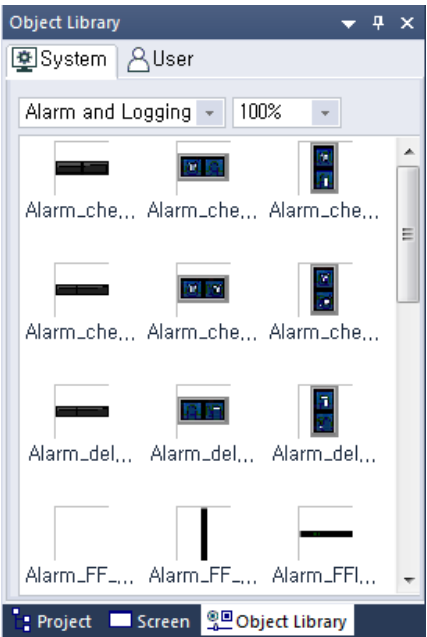 Object Library
System User
Alarm and Logging 100%
Alarm_che... Alarm_che... Alarm_che...
Alarm_che... Alarm_che... Alarm_che...
Alarm_del... Alarm_del... Alarm_del...
Alarm_FF_... Alarm_FF_... Alarm_FFl...
Project Screen Object Library